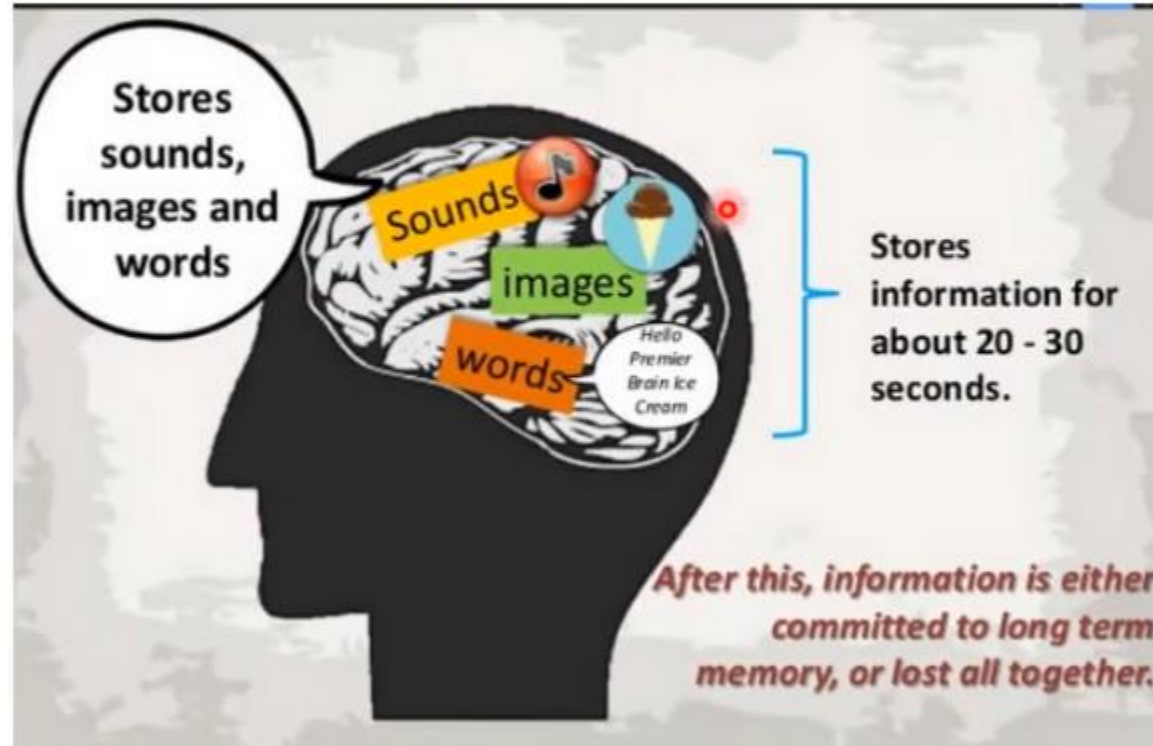 Stores
sounds,
images and
words
Sounds
images
words
Hello
Premier
Brain Ice
Cream
Stores
information for
about 20 - 30
seconds.
After this, information is either
committed to long term
memory, or lost all together.